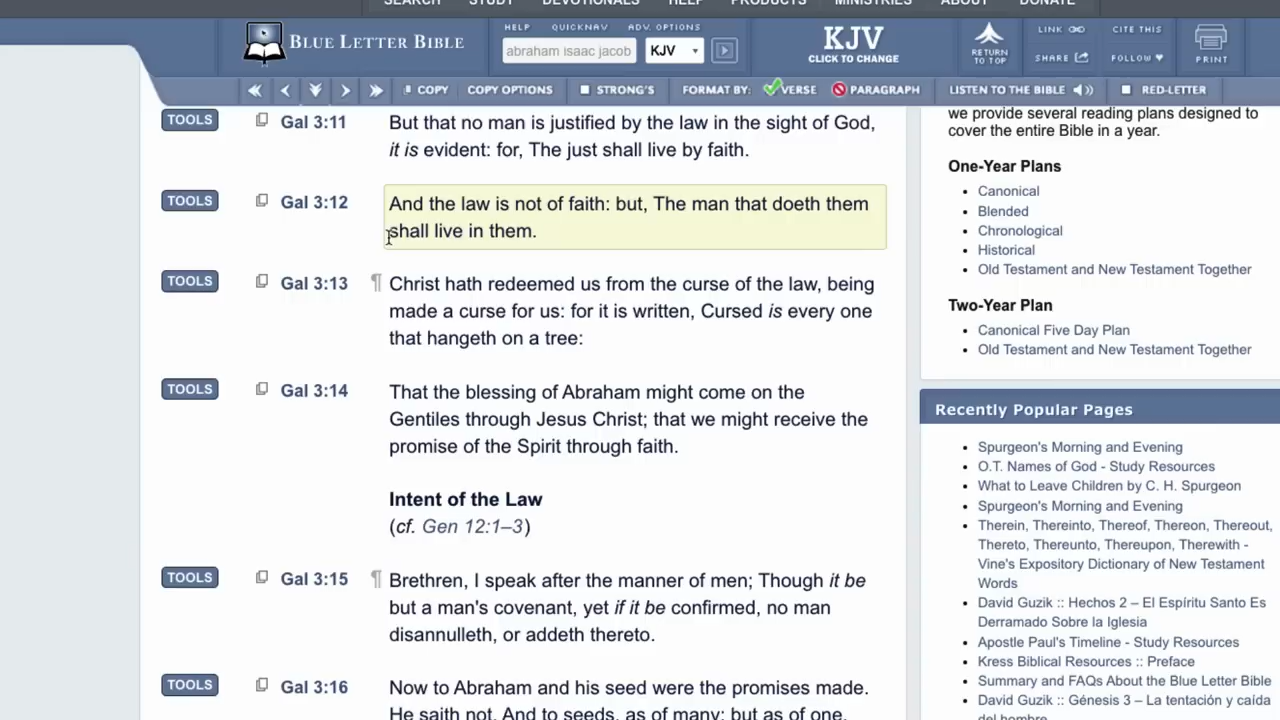 SEARCH STUDY DEVOTIONALS HELP PRODUCTS MINISTRIES ABOUT DONATE
BLUE LETTER BIBLE
HELP QUICKNAV ADV. OPTIONS
abraham isaac jacob KJV
KJV
CLICK TO CHANGE
RETURN
TO TOP
LINK CITE THIS
SHARE FOLLOW
PRINT
COPY COPY OPTIONS STRONG'S FORMAT BY: VERSE PARAGRAPH LISTEN TO THE BIBLE RED-LETTER
TOOLS Gal 3:11 But that no man is justified by the law in the sight of God,
it is evident: for, The just shall live by faith.
TOOLS Gal 3:12 And the law is not of faith: but, The man that doeth them
shall live in them.
TOOLS Gal 3:13 ¶ Christ hath redeemed us from the curse of the law, being
made a curse for us: for it is written, Cursed is every one
that hangeth on a tree:
TOOLS Gal 3:14 That the blessing of Abraham might come on the
Gentiles through Jesus Christ; that we might receive the
promise of the Spirit through faith.
Intent of the Law
(cf. Gen 12:1–3)
TOOLS Gal 3:15 ¶ Brethren, I speak after the manner of men; Though it be
but a man's covenant, yet if it be confirmed, no man
disannulleth, or addeth thereto.
TOOLS Gal 3:16 Now to Abraham and his seed were the promises made.
He saith not, And to seeds, as of many; but as of one,
we provide several reading plans designed to
cover the entire Bible in a year.
One-Year Plans
Canonical
Blended
Chronological
Historical
Old Testament and New Testament Together
Two-Year Plan
Canonical Five Day Plan
Old Testament and New Testament Together
Recently Popular Pages
Spurgeon's Morning and Evening
O.T. Names of God - Study Resources
What to Leave Children by C. H. Spurgeon
Spurgeon's Morning and Evening
Therein, Thereinto, Thereof, Thereon, Thereout,
Thereto, Thereunto, Thereupon, Therewith -
Vine's Expository Dictionary of New Testament
Words
David Guzik :: Hechos 2 – El Espíritu Santo Es
Derramado Sobre la Iglesia
Apostle Paul's Timeline - Study Resources
Kress Biblical Resources :: Preface
Summary and FAQs About the Blue Letter Bible
David Guzik :: Génesis 3 – La tentación y caída
del hombre